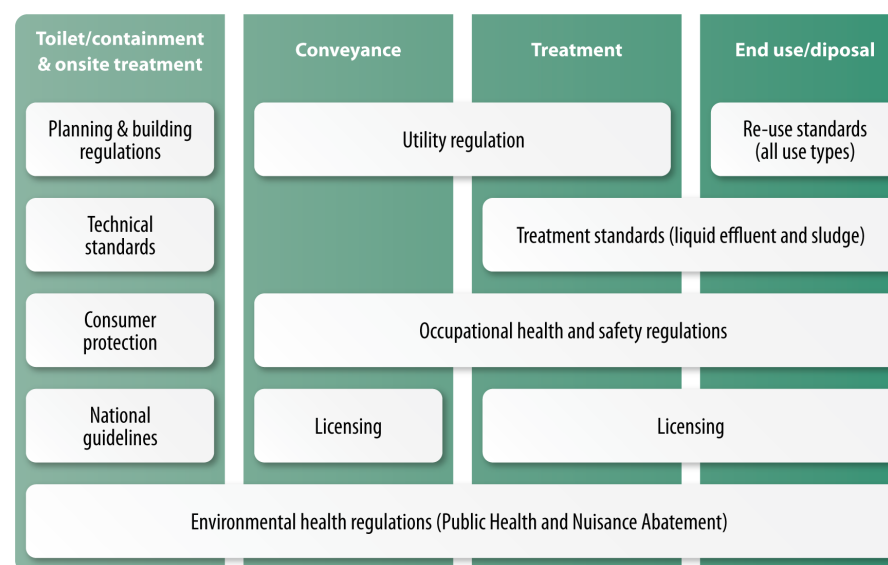 Toilet/containment
& onsite treatment
Conveyance
Treatment
End use/diposal
Planning & building
regulations
Utility regulation
Re-use standards
(all use types)
Technical
standards
Treatment standards (liquid effluent and sludge)
Consumer
protection
Occupational health and safety regulations
National
guidelines
Licensing
Licensing
Environmental health regulations (Public Health and Nuisance Abatement)